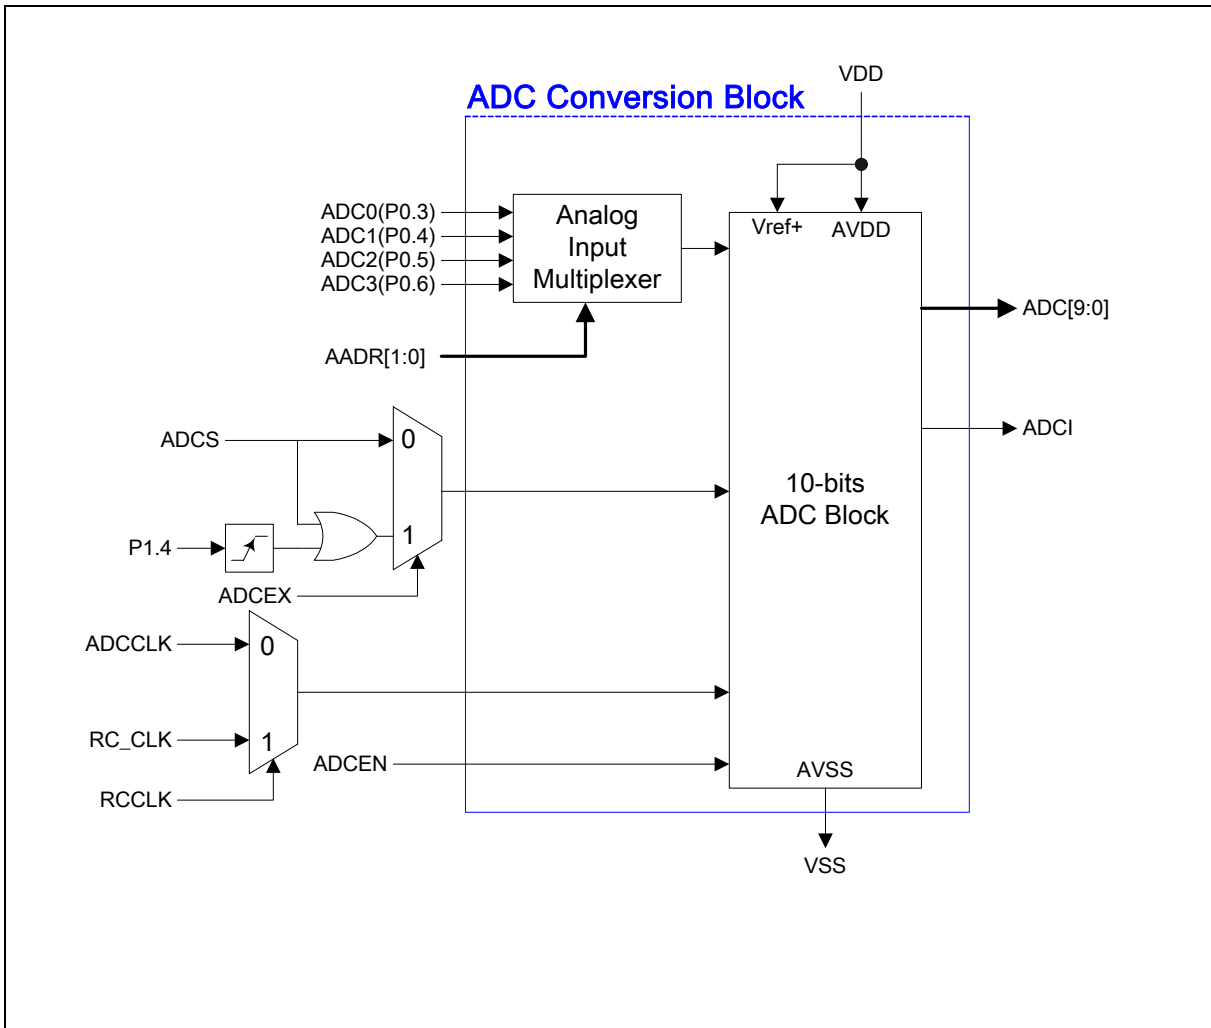 VDD
ADC Conversion Block
ADC0(P0.3)
ADC1(P0.4)
ADC2(P0.5)
ADC3(P0.6)
Analog
Input
Multiplexer
Vref+
AVDD
AADR[1:0]
ADC[9:0]
ADCS
0
1
ADCI
10-bits
ADC Block
P1.4
ADCEX
ADCCLK
0
RC_CLK
1
RCCLK
ADCEN
AVSS
VSS